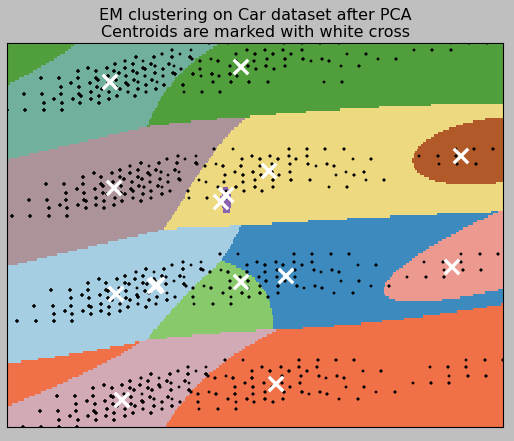 EM clustering on Car dataset after PCA
Centroids are marked with white cross